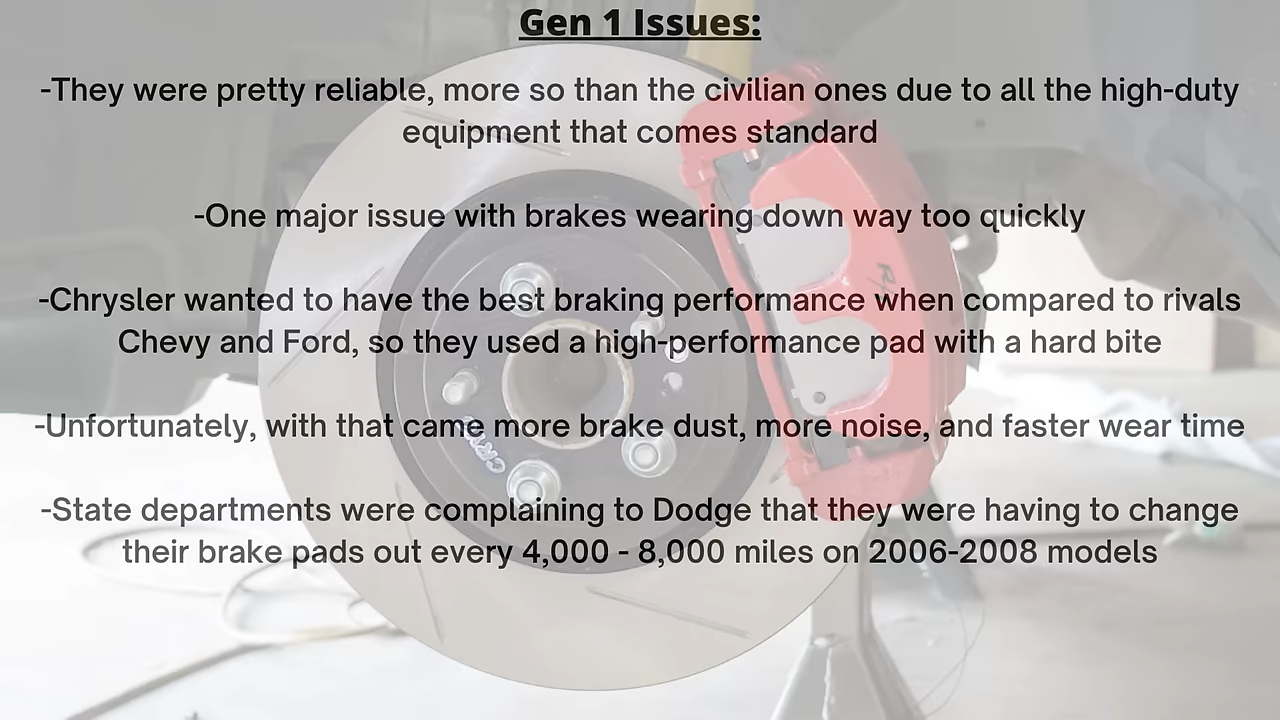 Gen 1 Issues:
-They were pretty reliable, more so than the civilian ones due to all the high-duty
equipment that comes standard
-One major issue with brakes wearing down way too quickly
-Chrysler wanted to have the best braking performance when compared to rivals
Chevy and Ford, so they used a high-performance pad with a hard bite
-Unfortunately, with that came more brake dust, more noise, and faster wear time
-State departments were complaining to Dodge that they were having to change
their brake pads out every 4,000 - 8,000 miles on 2006-2008 models